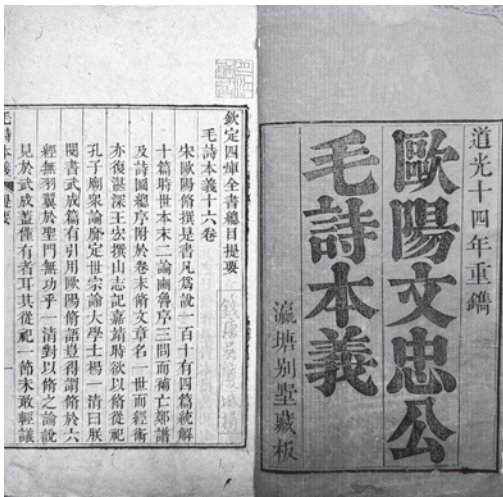 道光十四年重鐫
歐陽文忠公
毛詩本義
瀛塘别墅藏板
欽定四庫全書總目提要
毛詩本義十六卷
宋歐陽脩撰是書凡爲說一百十有四篇統解
十篇時世本末二論豳魯序三問而補亡鄭譜
及詩圖總序附於卷末脩文章名一世而經術
亦復湛深王宏撰山志記嘉靖時欲以脩從祀
孔子廟衆論靡定世宗諭大學士楊一清曰朕
閱書武成篇有引用歐陽脩語豈得謂脩於六
經無羽翼於聖門無功乎一清對以脩之論說
見於武成蓋僅有者耳其從祀一節未敢輕議
毛詩本義 提要